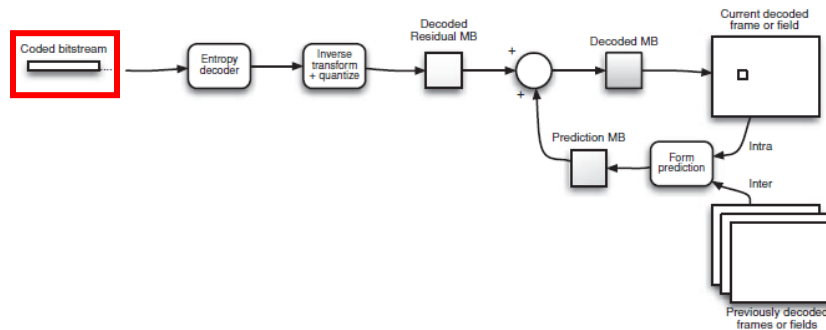 Coded bitstream
Entropy
decoder
Inverse
transform
+ quantize
Decoded
Residual MB
+
+
Decoded MB
Current decoded
frame or field
Prediction MB
Form
prediction
Intra
Inter
Previously decoded
frames or fields